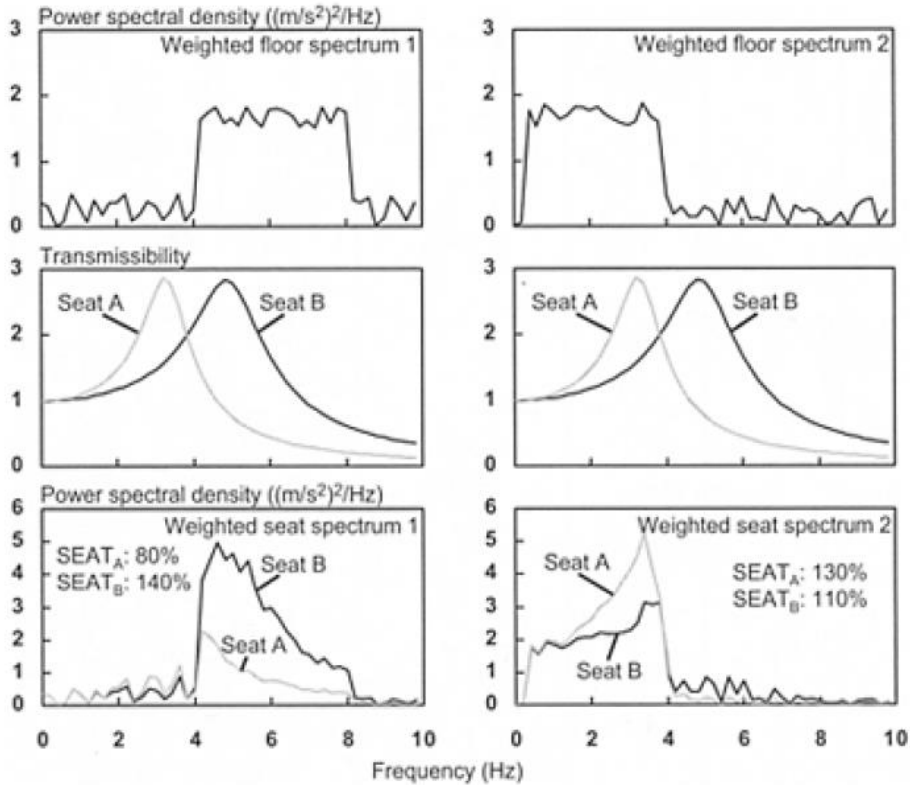 Power spectral density ((m/s²)²/Hz)
3
Weighted floor spectrum 1
2
1
0
3
Weighted floor spectrum 2
2
1
0
Transmissibility
3
Seat A
Seat B
2
1
0
3
Seat A
Seat B
2
1
0
Power spectral density ((m/s²)²/Hz)
6
Weighted seat spectrum 1
5
SEAT_A: 80%
Seat B
4
SEAT_B: 140%
3
2
Seat A
1
0
0 2 4 6 8 10
6
Weighted seat spectrum 2
5
Seat A
SEAT_A: 130%
4
SEAT_B: 110%
3
2
1
Seat B
0
0 2 4 6 8 10
Frequency (Hz)